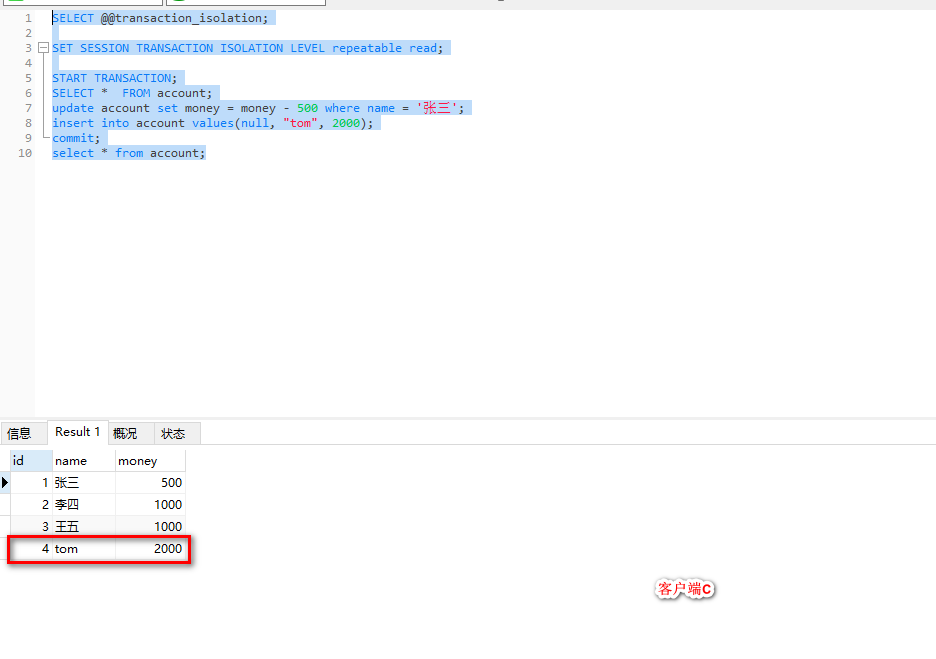 1 SELECT @@transaction_isolation;
2
3 SET SESSION TRANSACTION ISOLATION LEVEL repeatable read;
4
5 START TRANSACTION;
6 SELECT *  FROM account;
7 update account set money = money - 500 where name = '张三';
8 insert into account values(null, "tom", 2000);
9 commit;
10 select * from account;
信息 Result 1 概况 状态
id name money
1 张三 500
2 李四 1000
3 王五 1000
4 tom 2000
客户端C